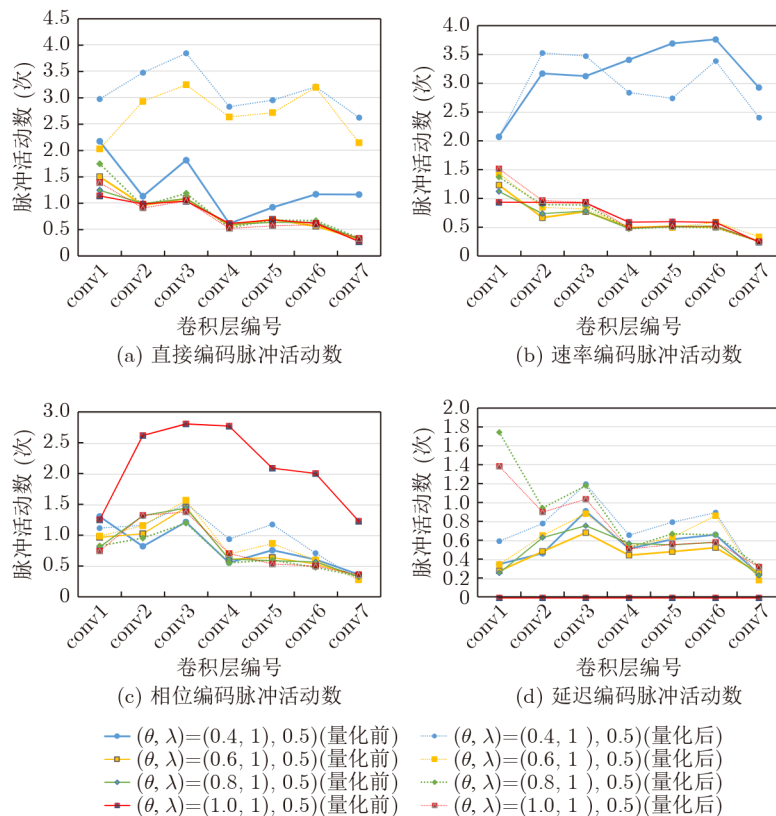 4.5
4.0
3.5
3.0
2.5
2.0
1.5
1.0
0.5
0
脉冲活动数 (次)
conv1
conv2
conv3
conv4
conv5
conv6
conv7
卷积层编号
(a) 直接编码脉冲活动数
4.0
3.5
3.0
2.5
2.0
1.5
1.0
0.5
0
脉冲活动数 (次)
conv1
conv2
conv3
conv4
conv5
conv6
conv7
卷积层编号
(b) 速率编码脉冲活动数
3.0
2.5
2.0
1.5
1.0
0.5
0
脉冲活动数 (次)
conv1
conv2
conv3
conv4
conv5
conv6
conv7
卷积层编号
(c) 相位编码脉冲活动数
2.0
1.8
1.6
1.4
1.2
1.0
0.8
0.6
0.4
0.2
0
脉冲活动数 (次)
conv1
conv2
conv3
conv4
conv5
conv6
conv7
卷积层编号
(d) 延迟编码脉冲活动数
(θ, λ)=(0.4, 1), 0.5)(量化前)
(θ, λ)=(0.4, 1 ), 0.5)(量化后)
(θ, λ)=(0.6, 1), 0.5)(量化前)
(θ, λ)=(0.6, 1 ), 0.5)(量化后)
(θ, λ)=(0.8, 1), 0.5)(量化前)
(θ, λ)=(0.8, 1 ), 0.5)(量化后)
(θ, λ)=(1.0, 1), 0.5)(量化前)
(θ, λ)=(1.0, 1 ), 0.5)(量化后)